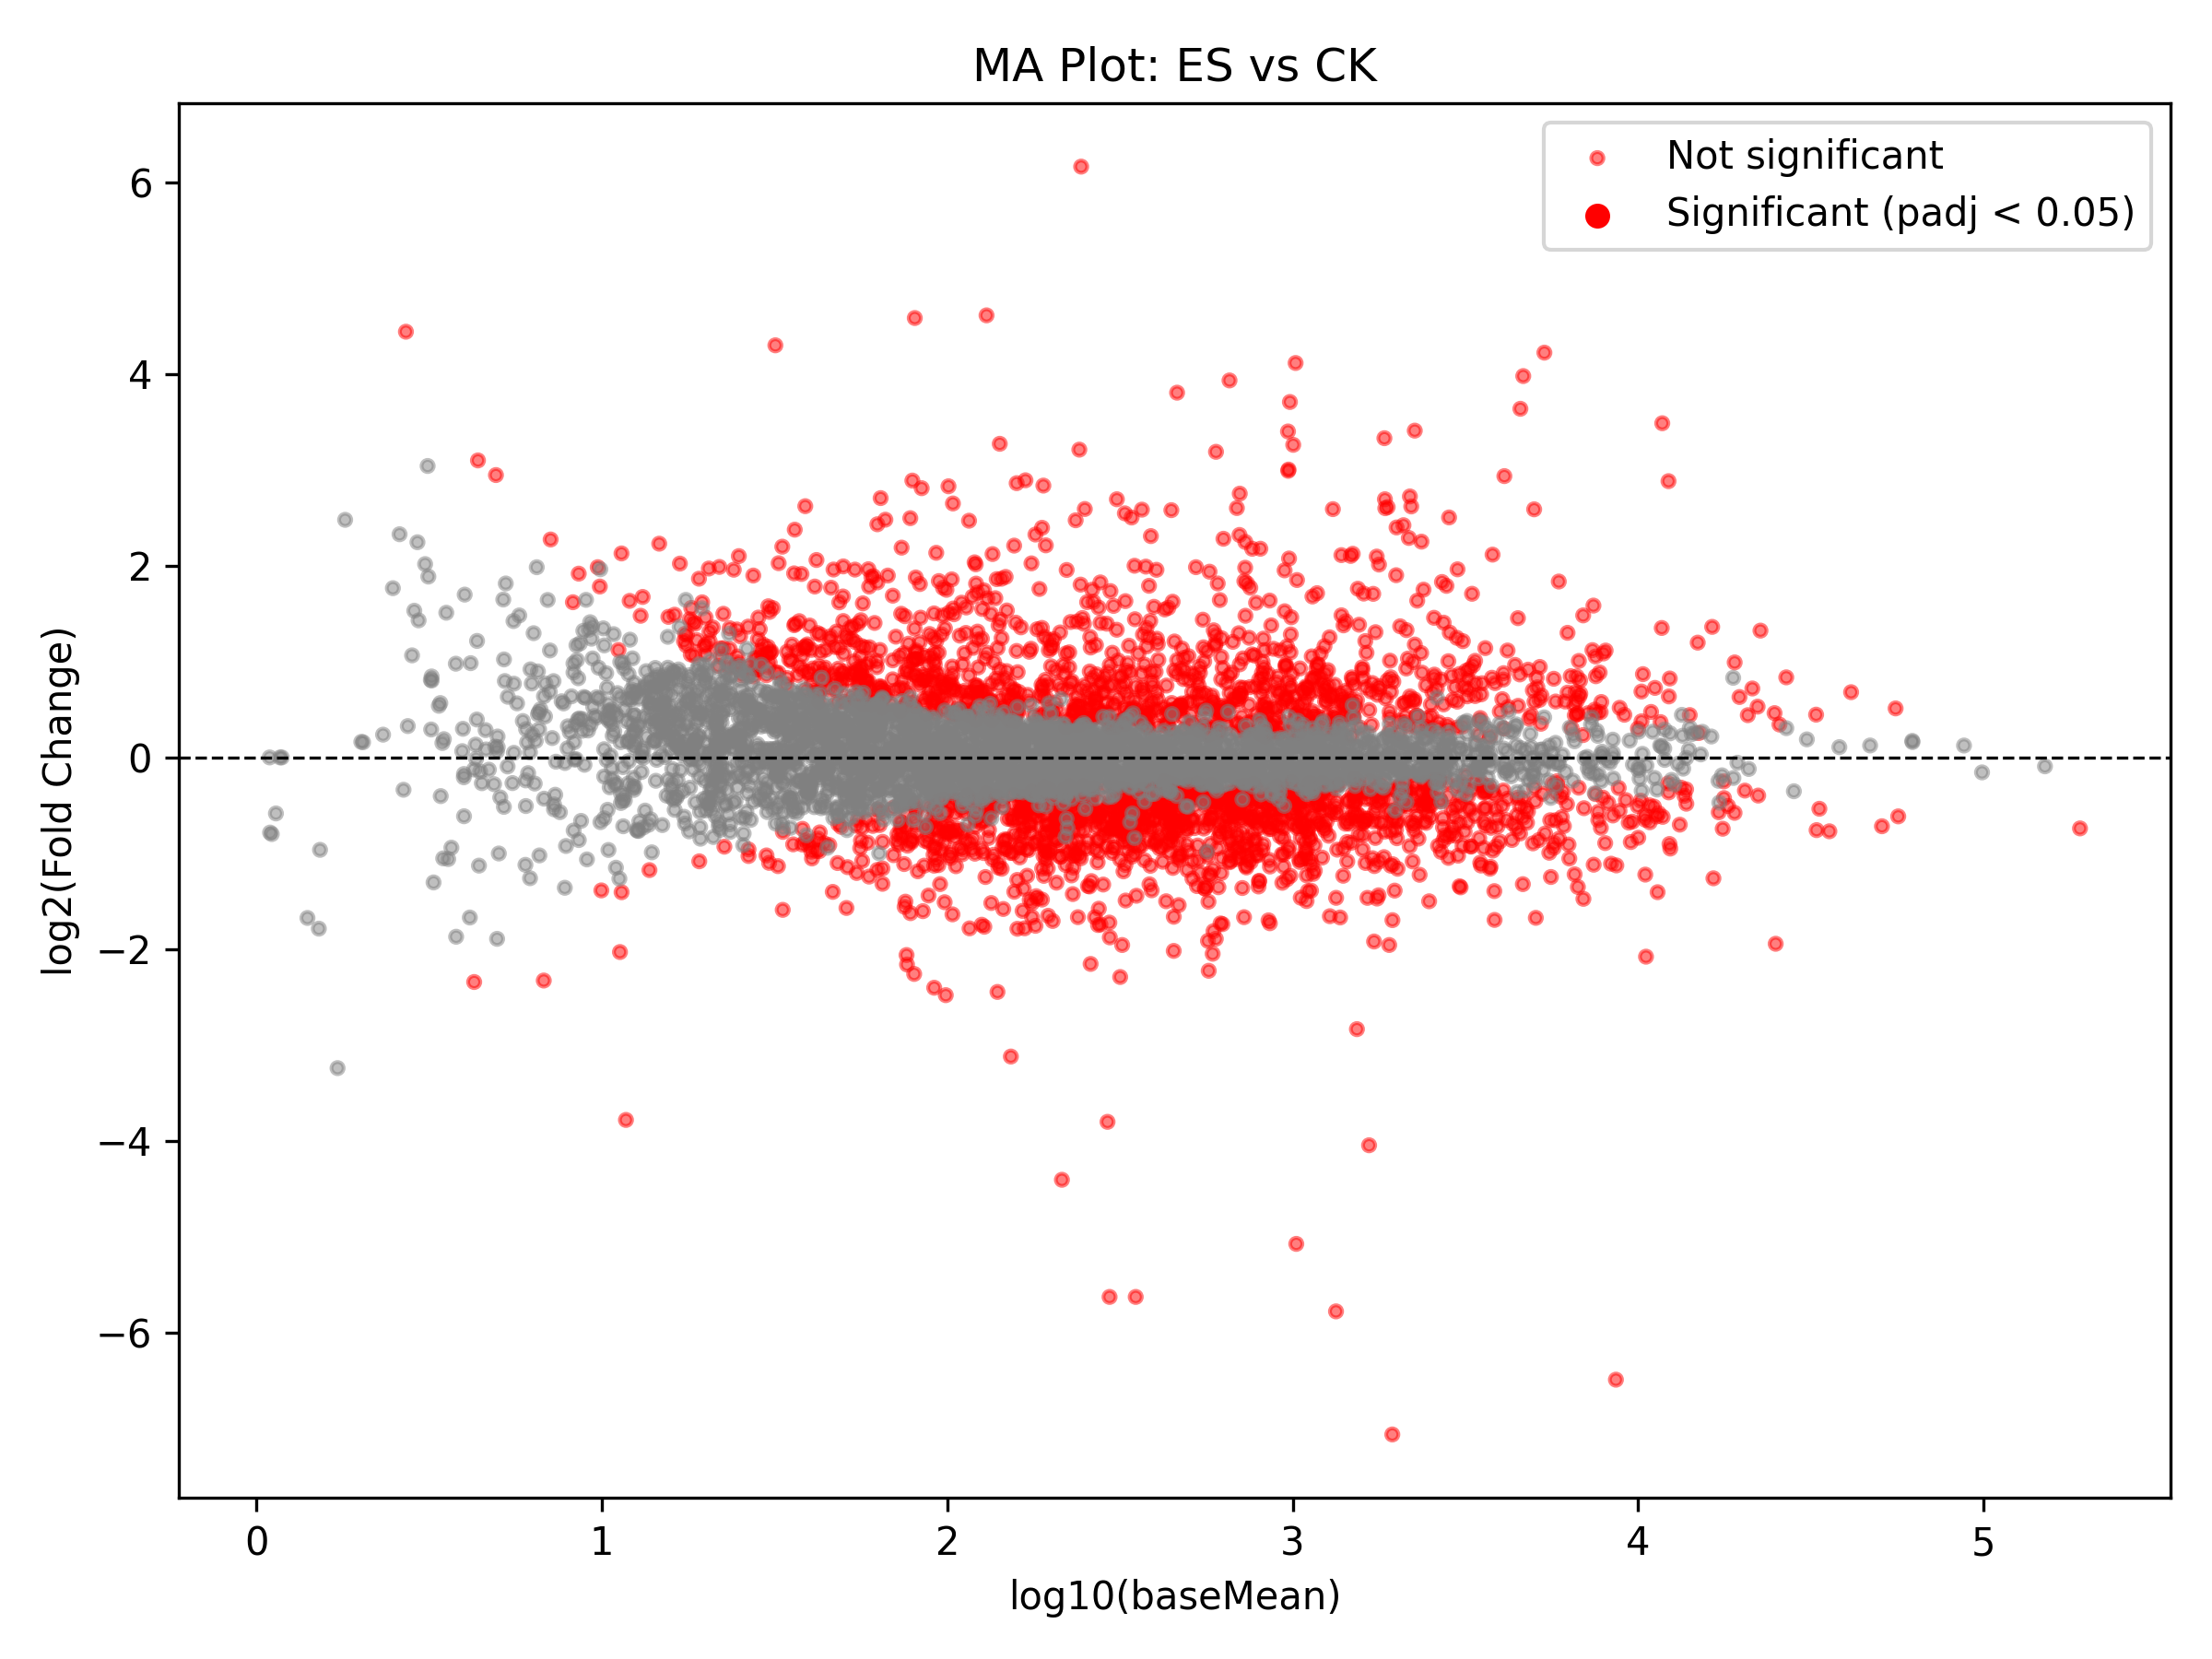 MA Plot: ES vs CK
Not significant
Significant (padj < 0.05)
6
4
2
0
−2
−4
−6
log2(Fold Change)
0 1 2 3 4 5
log10(baseMean)